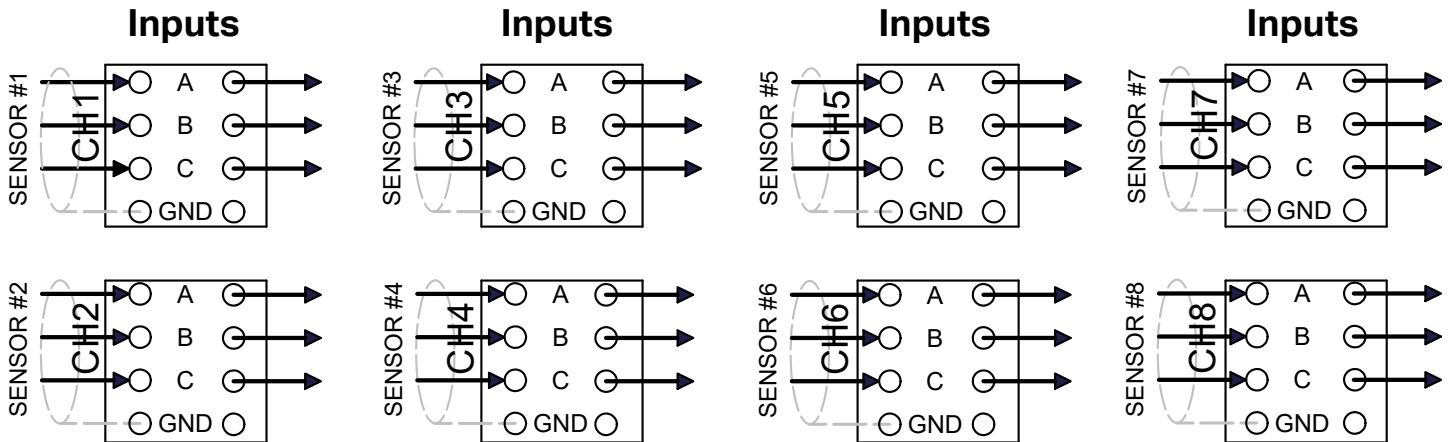 Inputs
SENSOR #1
CH1
A
B
C
GND
Inputs
SENSOR #3
CH3
A
B
C
GND
Inputs
SENSOR #5
CH5
A
B
C
GND
Inputs
SENSOR #7
CH7
A
B
C
GND
SENSOR #2
CH2
A
B
C
GND
SENSOR #4
CH4
A
B
C
GND
SENSOR #6
CH6
A
B
C
GND
SENSOR #8
CH8
A
B
C
GND